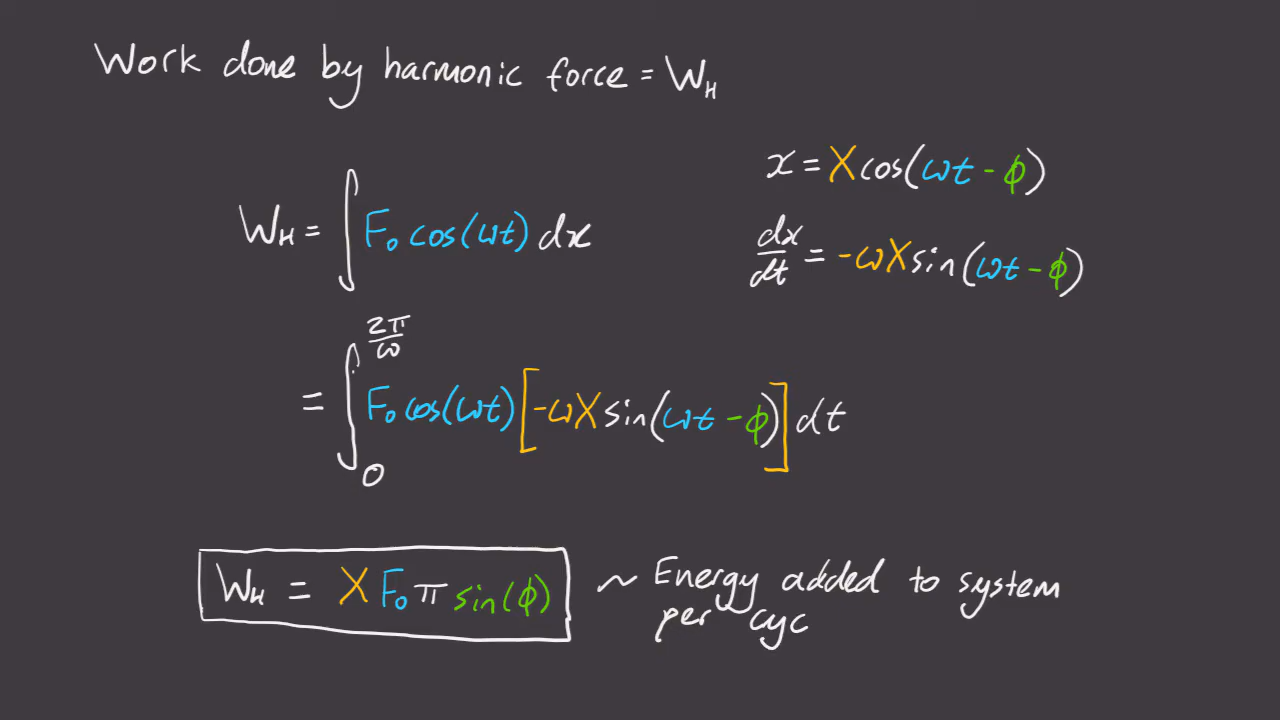 Work done by harmonic force = W_H
x = X cos(ωt - ϕ)
W_H = ∫ F₀ cos(ωt) dx
dx/dt = -ωX sin(ωt - ϕ)
= ∫₀^(2π/ω) F₀ cos(ωt) [-ωX sin(ωt - ϕ)] dt
W_H = X F₀ π sin(ϕ) ~ Energy added to system
per cyc